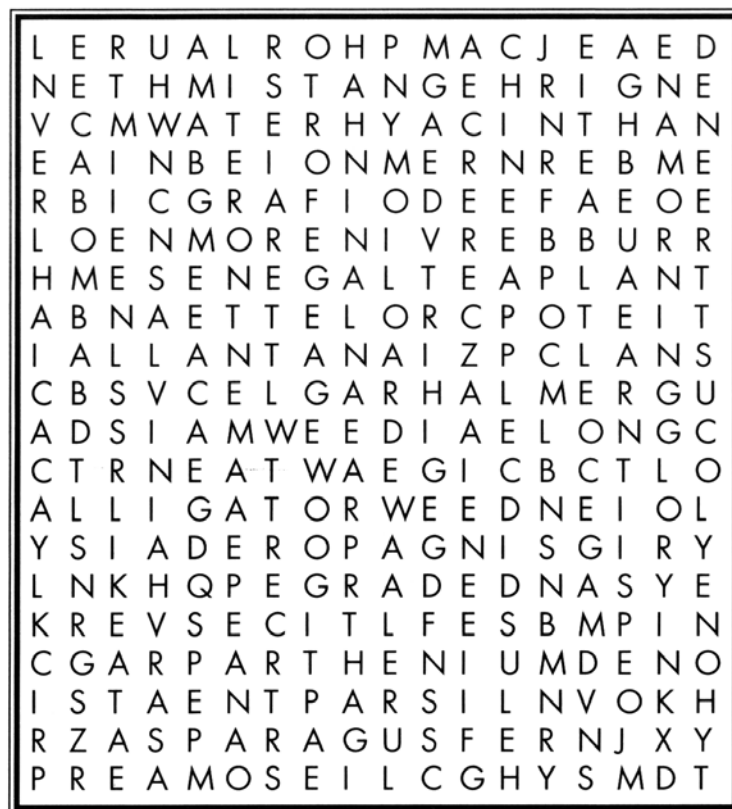 L E R U A L R O H P M A C J E A E D
N E T H M I S T A N G E H R I G N E
V C M W A T E R H Y A C I N T H A N
E A I N B E I O N M E R N R E B M E
R B I C G R A F I O D E E F A E O E
L O E N M O R E N I V R E B B U R R
H M E S E N E G A L T E A P L A N T
A B N A E T T E L O R C P O T E I T
I A L L A N T A N A I Z P C L A N S
C B S V C E L G A R H A L M E R G U
A D S I A M W E E D I A E L O N G C
C T R N E A T W A E G I C B C T L O
A L L I G A T O R W E E D N E I O L
Y S I A D E R O P A G N I S G I R Y
L N K H Q P E G R A D E D N A S Y E
K R E V S E C I T L F E S B M P I N
C G A R P A R T H E N I U M D E N O
I S T A E N T P A R S I L N V O K H
R Z A S P A R A G U S F E R N J X Y
P R E A M O S E I L C G H Y S M D T